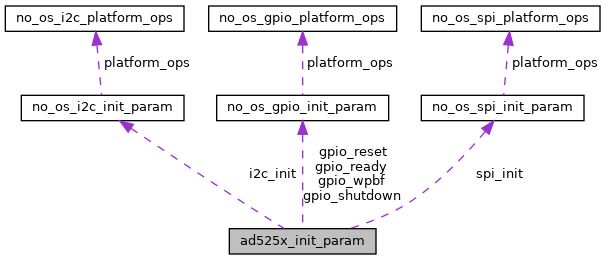 no_os_i2c_platform_ops
no_os_gpio_platform_ops
no_os_spi_platform_ops
platform_ops
platform_ops
platform_ops
no_os_i2c_init_param
no_os_gpio_init_param
no_os_spi_init_param
i2c_init
gpio_reset
gpio_ready
gpio_wpbf
gpio_shutdown
spi_init
ad525x_init_param